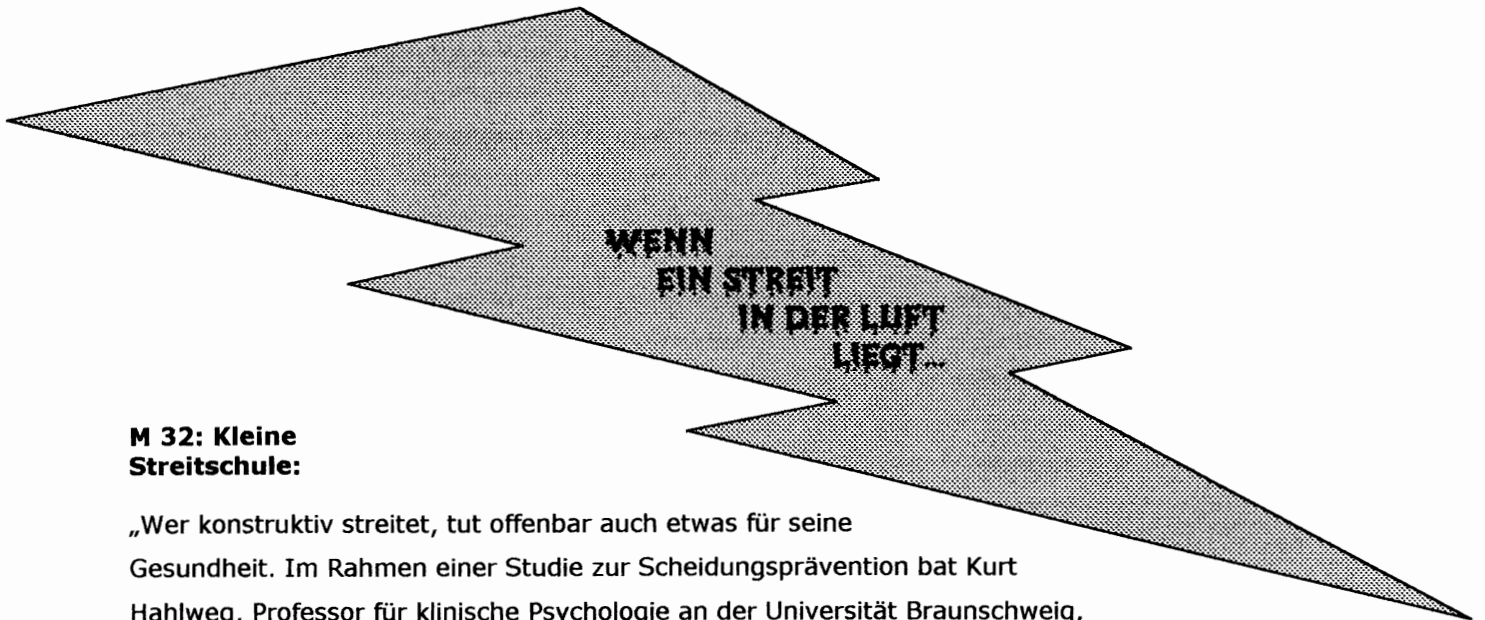 WENN
EIN STREIT
IN DER LUFT
LIEGT...
M 32: Kleine
Streitschule:
„Wer konstruktiv streitet, tut offenbar auch etwas für seine
Gesundheit. Im Rahmen einer Studie zur Scheidungsprävention bat Kurt
Hahlweg, Professor für klinische Psychologie an der Universität Braunschweig,